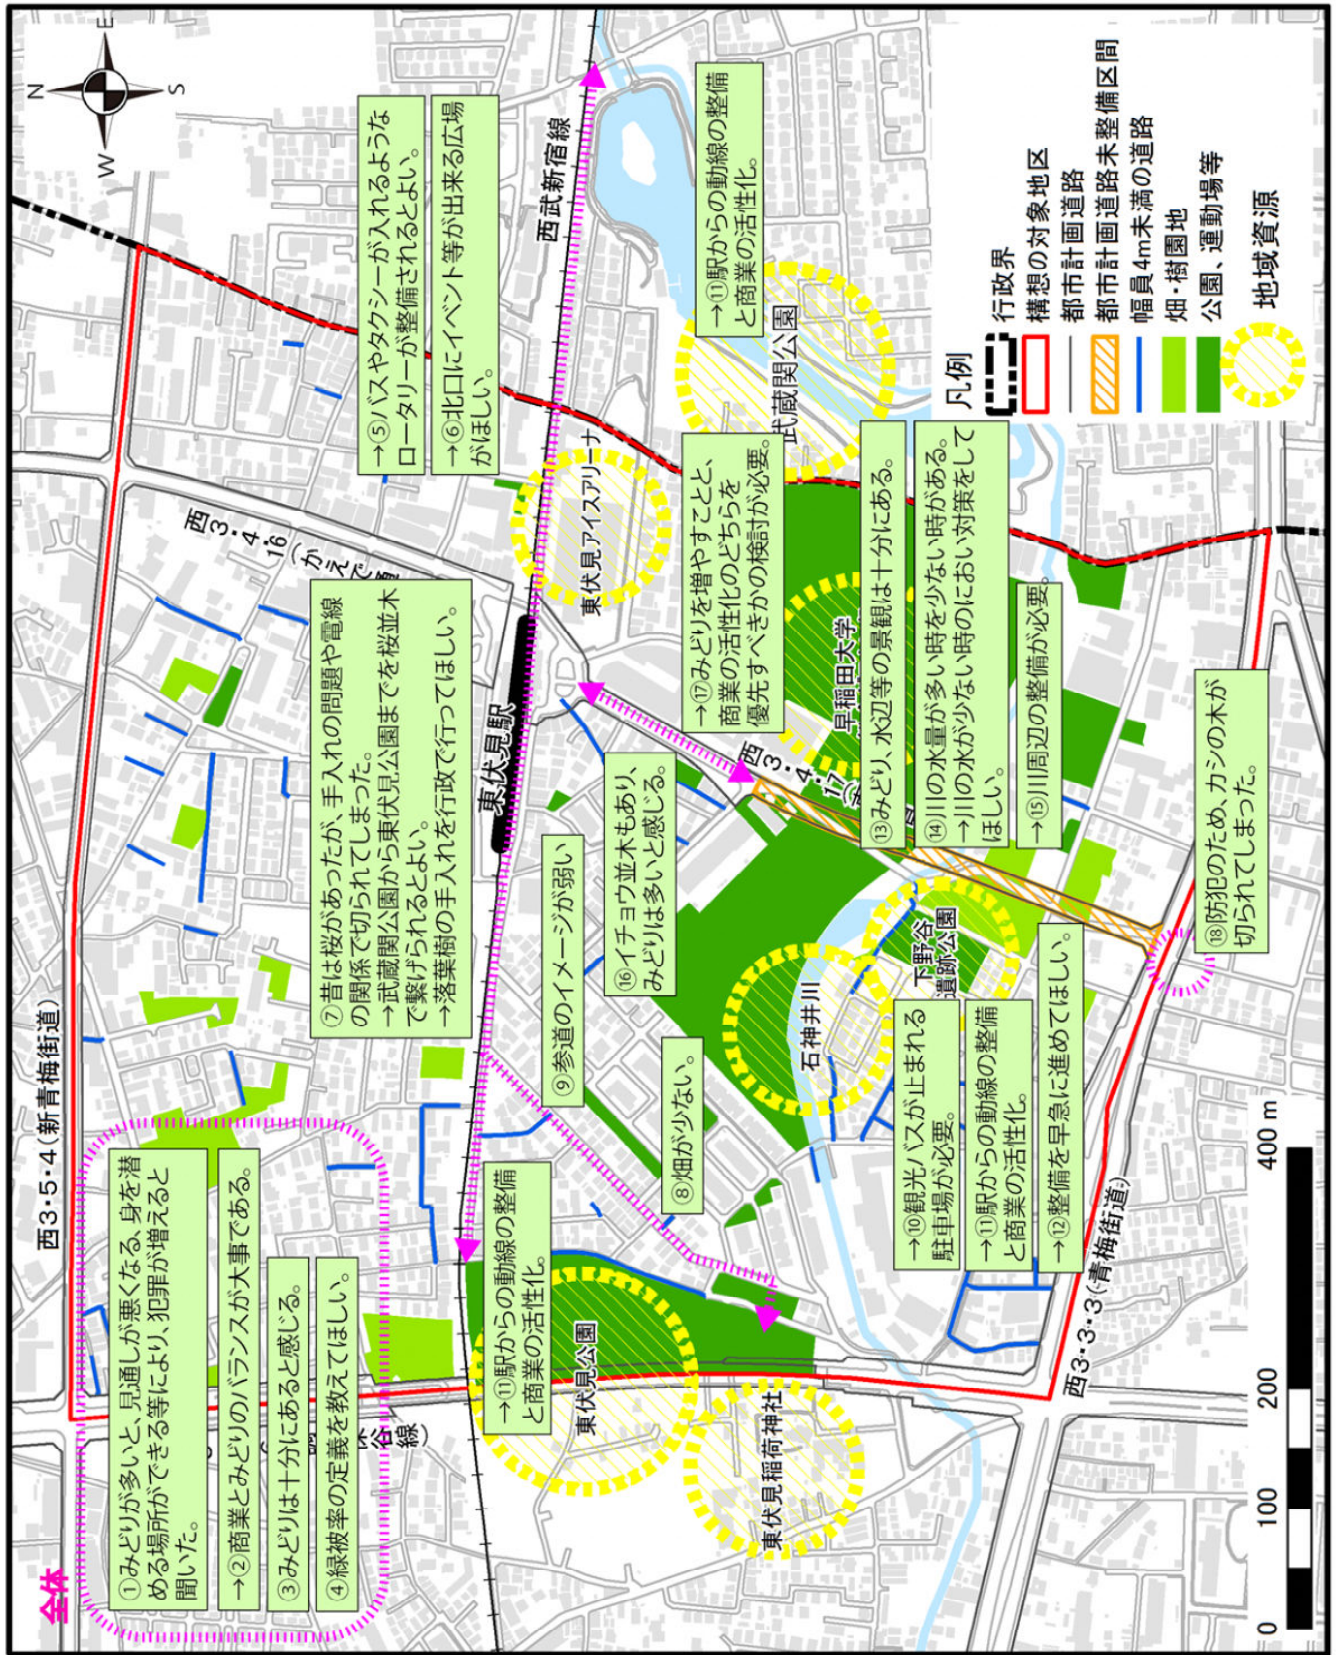 全体
①みどりが多いと、見通しが悪くなる、身を潜
める場所ができる等により、犯罪が増えると
聞いた。
→②商業とみどりのバランスが大事である。
③みどりは十分にあると感じる。
④緑被率の定義を教えてほしい。
西3・5・4(新青梅街道)
N
W
E
S
→⑤バスやタクシーが入れるような
ロータリーが整備されるとよい。
→⑥北口にイベント等が出来る広場
がほしい。
西3・4・16(かえで通
⑦昔は桜があったが、手入れの問題や電線
の関係で切られてしまった。
→武蔵関公園から東伏見公園までを桜並木
で繋げられるとよい。
→落葉樹の手入れを行政で行ってほしい。
谷線)
西武新宿線
東伏見駅
東伏見アイスアリーナ
→⑪駅からの動線の整備
と商業の活性化。
東伏見公園
⑨参道のイメージが弱い
⑯イチョウ並木もあり、
みどりは多いと感じる。
⑧畑が少ない。
→⑰みどりを増やすことと、
商業の活性化のどちらを
優先すべきかの検討が必要。
→⑪駅からの動線の整備
と商業の活性化。
武蔵関公園
東伏見稲荷神社
石神井川
西3・4・17
早稲田大学
⑬みどり、水辺等の景観は十分にある。
⑭川の水量が多い時を少ない時がある。
→川の水が少ない時のにおい対策をして
ほしい。
→⑮川周辺の整備が必要。
下野谷
遺跡公園
→⑩観光バスが止まれる
駐車場が必要。
→⑪駅からの動線の整備
と商業の活性化。
→⑫整備を早急に進めてほしい。
西3・3・3(青梅街道)
⑱防犯のため、カシの木が
切られてしまった。
凡例
行政界
構想の対象地区
都市計画道路
都市計画道路未整備区間
幅員4m未満の道路
畑・樹園地
公園、運動場等
地域資源
0
100
200
400 m